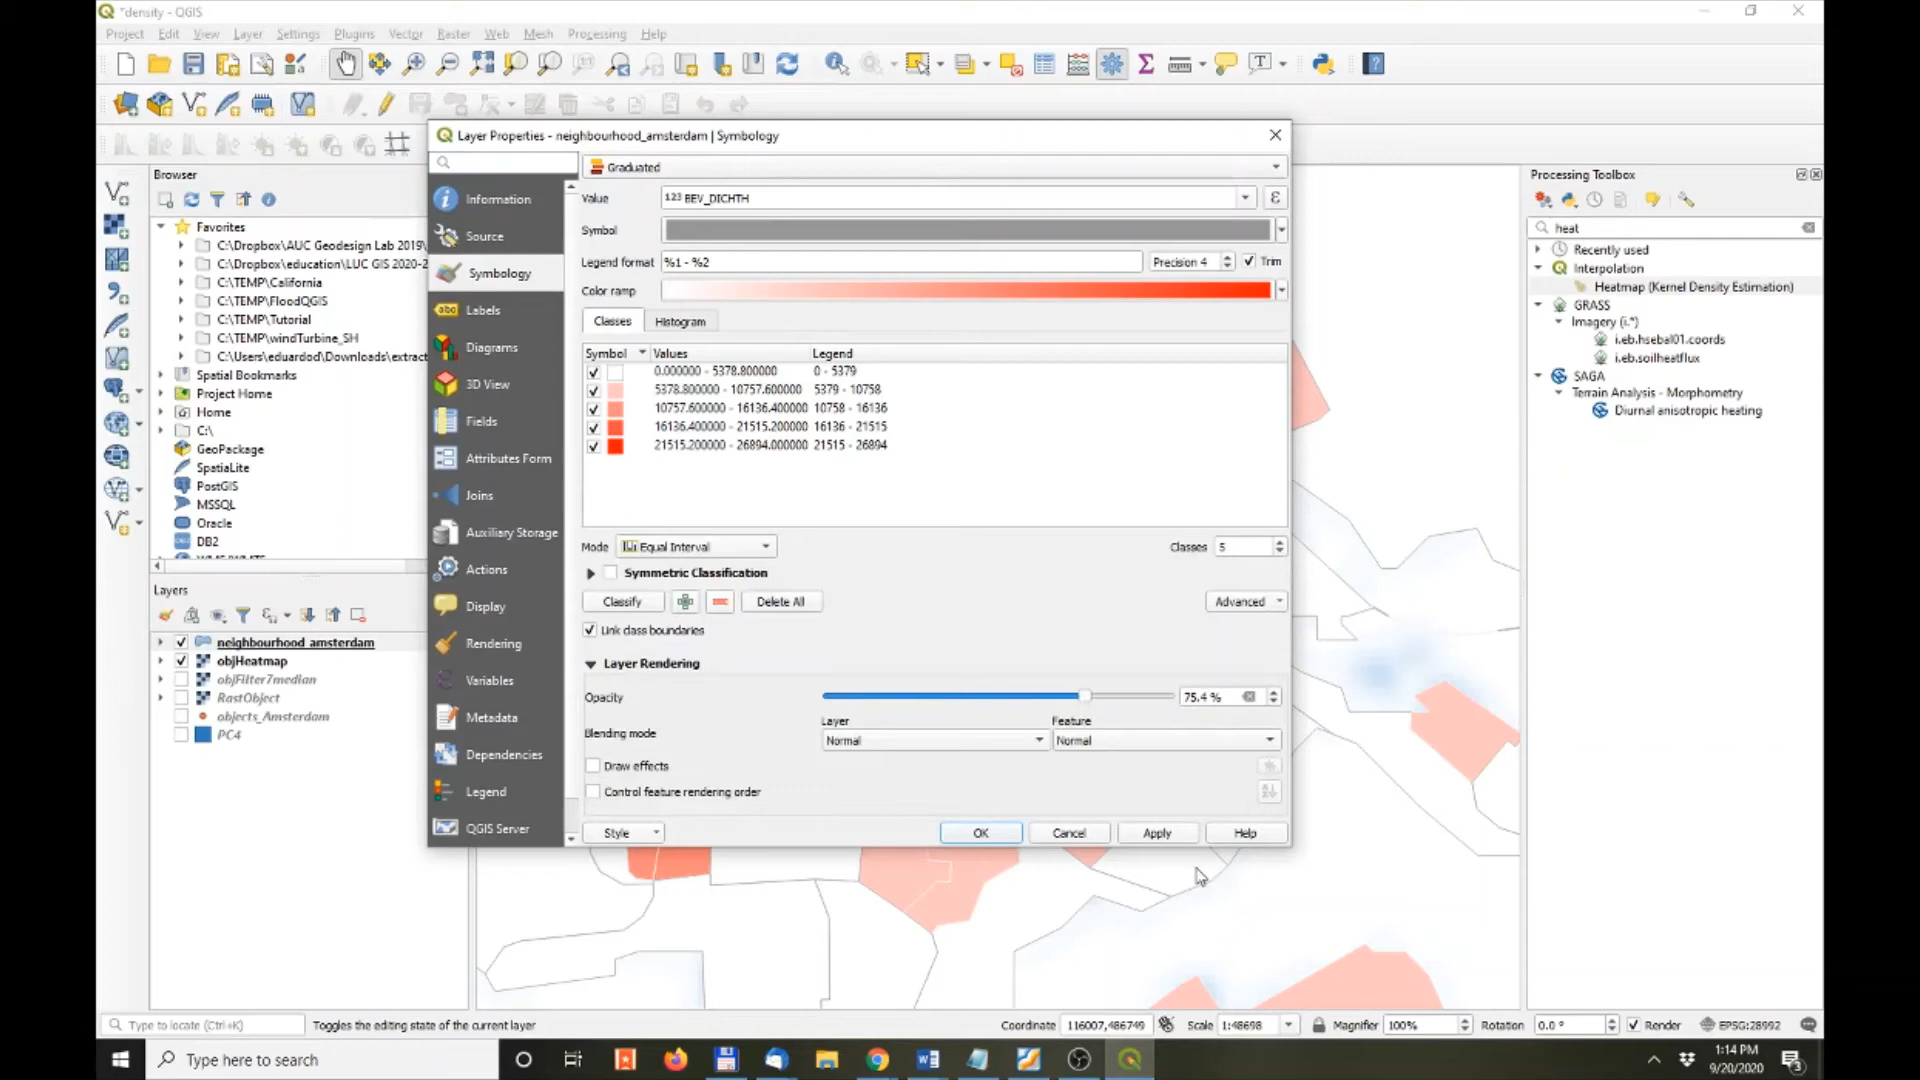 *density - QGIS
Project Edit View Layer Settings Plugins Vector Raster Web Mesh Processing Help
Layer Properties - neighbourhood_amsterdam | Symbology
Information
Source
Symbology
Labels
Diagrams
3D View
Fields
Attributes Form
Joins
Auxiliary Storage
Actions
Display
Rendering
Variables
Metadata
Dependencies
Legend
QGIS Server
Graduated
Value 123 BEV_DICHTH
Symbol
Legend format %1 - %2 Precision 4 Trim
Color ramp
Classes Histogram
Symbol Values Legend
0.000000 - 5378.800000 0 - 5379
5378.800000 - 10757.600000 5379 - 10758
10757.600000 - 16136.400000 10758 - 16136
16136.400000 - 21515.200000 16136 - 21515
21515.200000 - 26894.000000 21515 - 26894
Mode Equal Interval Classes 5
Symmetric Classification
Classify Delete All Advanced
Link class boundaries
Layer Rendering
Opacity 75.4 %
Layer Feature
Blending mode Normal Normal
Draw effects
Control feature rendering order
Style OK Cancel Apply Help
Browser
Favorites
C:\Dropbox\AUC Geodesign Lab 2019\
C:\Dropbox\education\LUC GIS 2020-2
C:\TEMP\California
C:\TEMP\FloodQGIS
C:\TEMP\Tutorial
C:\TEMP\windTurbine_SH
C:\Users\eduardod\Downloads\extract
Spatial Bookmarks
Project Home
Home
C:\
GeoPackage
SpatiaLite
PostGIS
MSSQL
Oracle
DB2
Layers
neighbourhood_amsterdam
objHeatmap
objFilter7median
RastObject
objects_Amsterdam
PC4
Processing Toolbox
heat
Recently used
Interpolation
Heatmap (Kernel Density Estimation)
GRASS
Imagery (i.*)
i.eb.hsebal01.coords
i.eb.soilheatflux
SAGA
Terrain Analysis - Morphometry
Diurnal anisotropic heating
Type to locate (Ctrl+K) Toggles the editing state of the current layer Coordinate 116007,486749 Scale 1:48698 Magnifier 100% Rotation 0.0 ° Render EPSG:28992
Type here to search
1:14 PM
9/20/2020
3